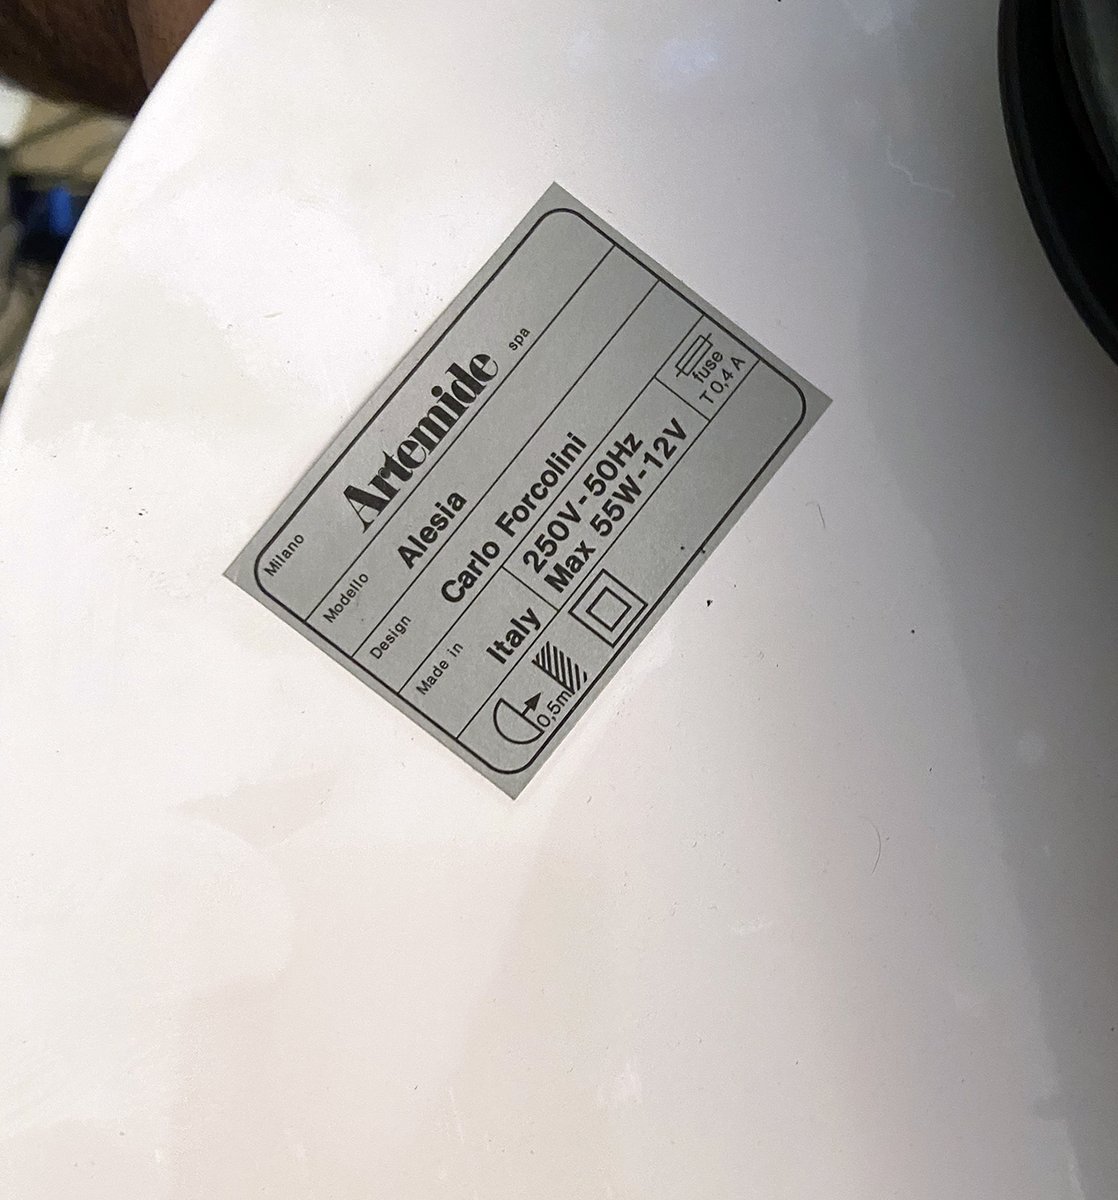 Milano Artemide spa
Modello Alesia
Design Carlo Forcolini
Made in Italy 250V-50Hz
Max 55W-12V
fuse
T 0,4 A
0,5m